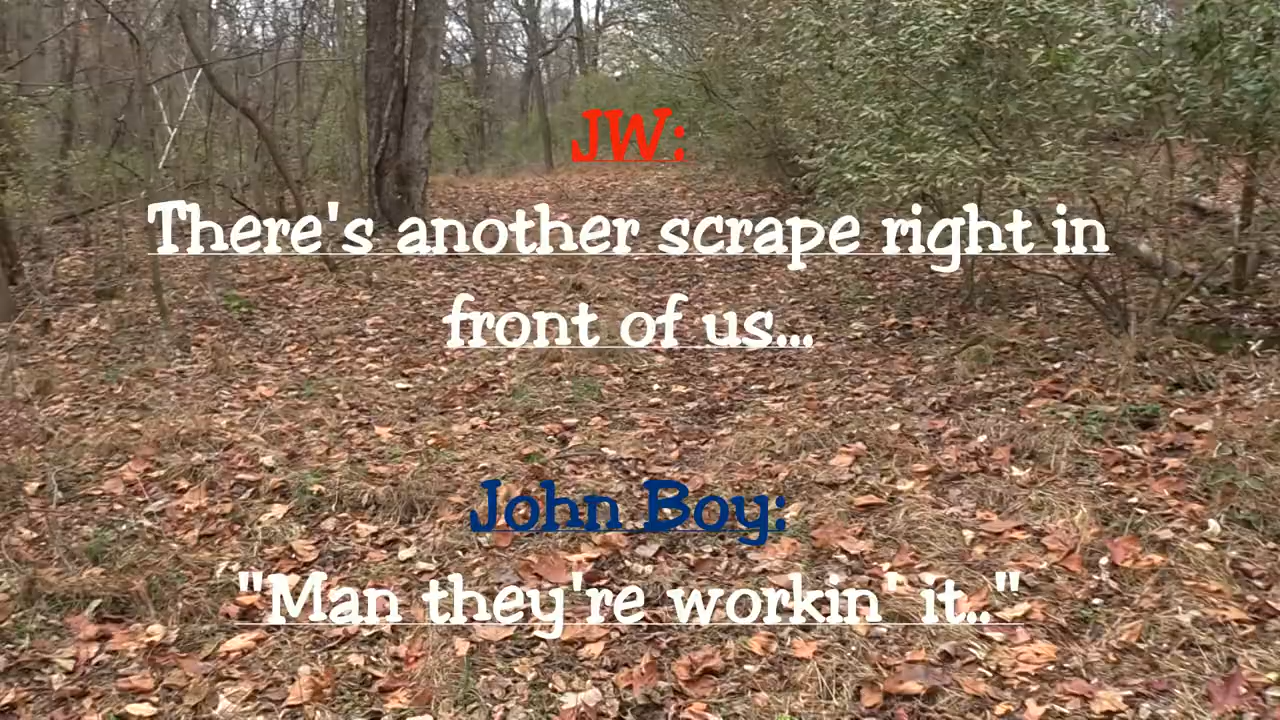 JW:
There's another scrape right in
front of us...
John Boy:
"Man they're workin' it.."